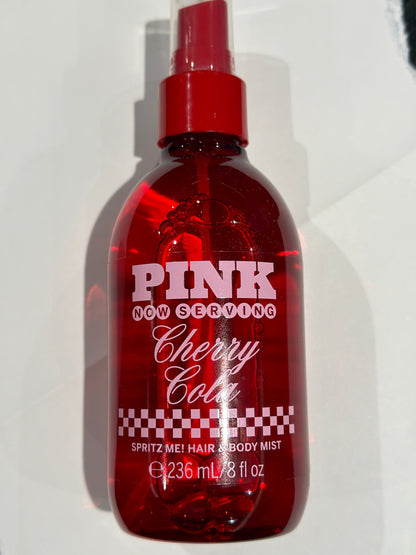 PINK
NOW SERVING
Cherry
Cola
SPRITZ ME! HAIR & BODY MIST
℮ 236 mL/8 fl oz